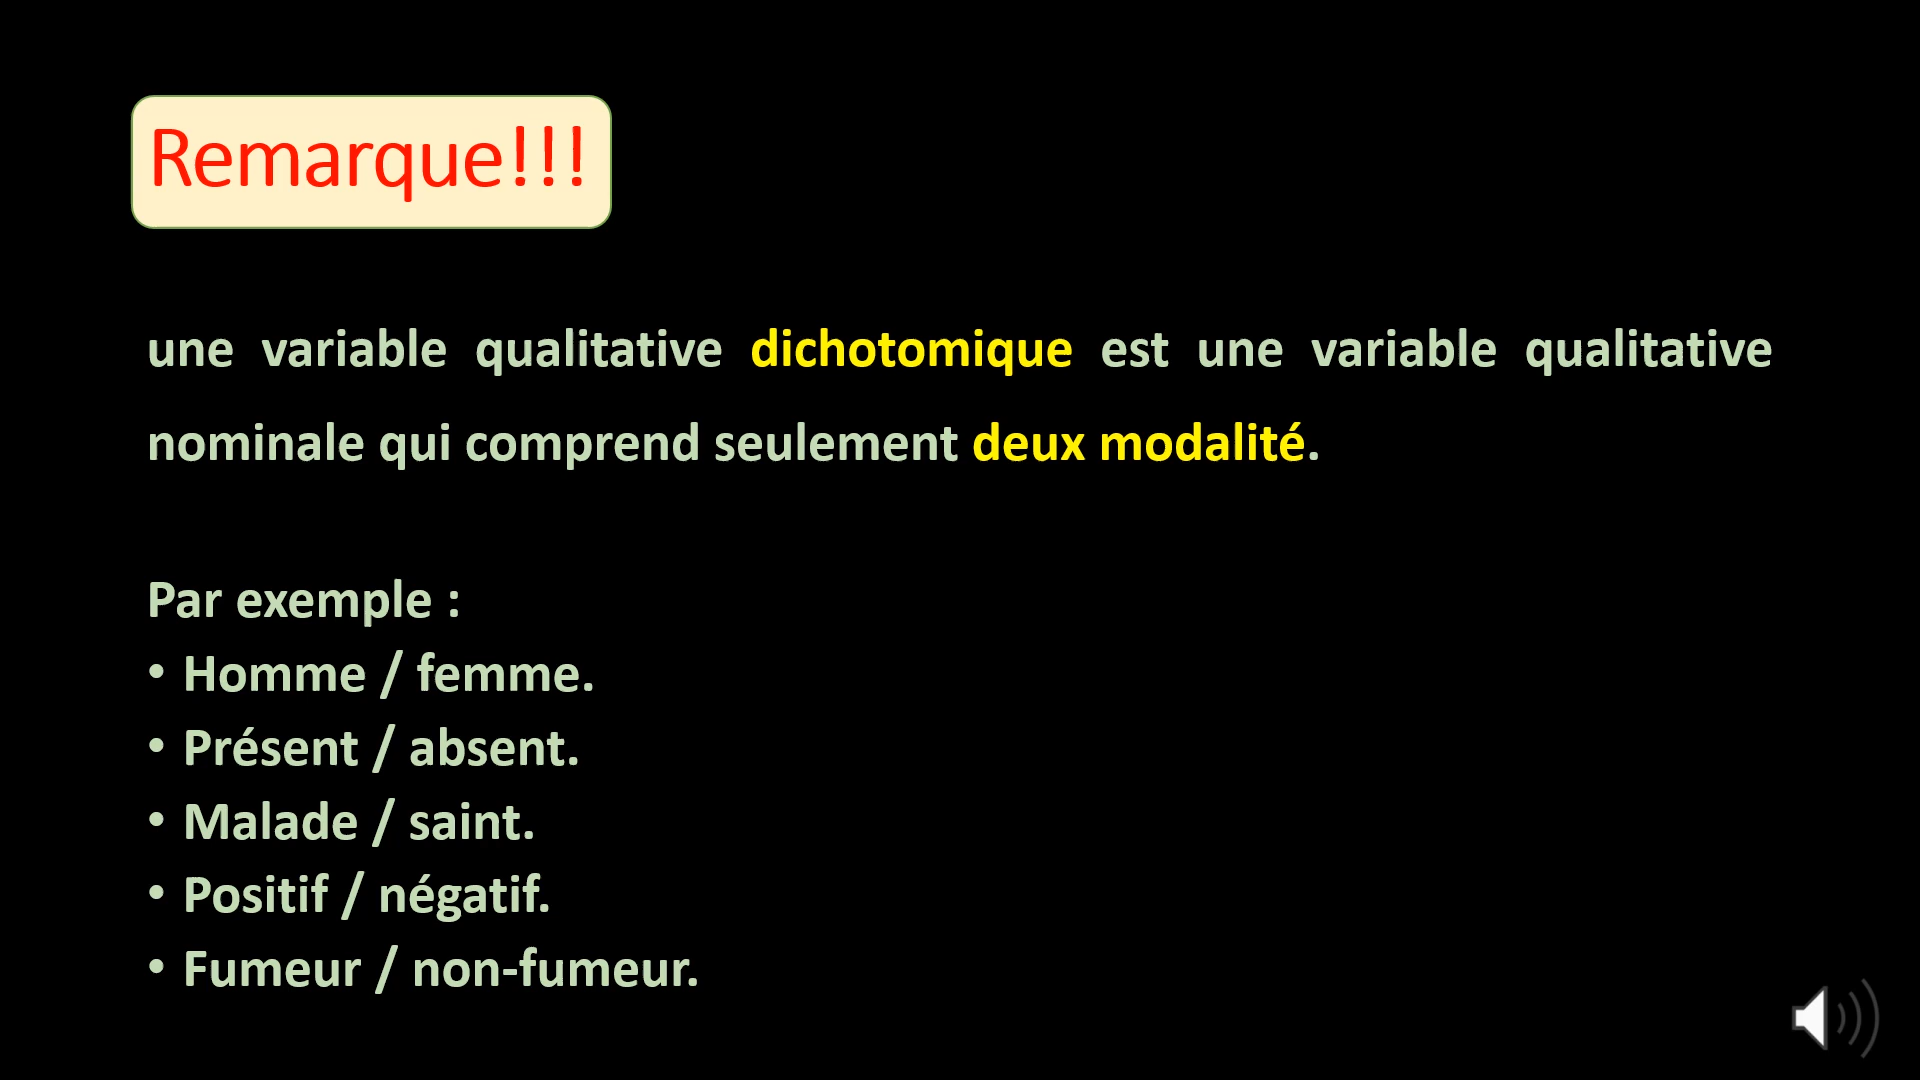 Remarque!!!
une variable qualitative dichotomique est une variable qualitative
nominale qui comprend seulement deux modalité.
Par exemple :
• Homme / femme.
• Présent / absent.
• Malade / saint.
• Positif / négatif.
• Fumeur / non-fumeur.